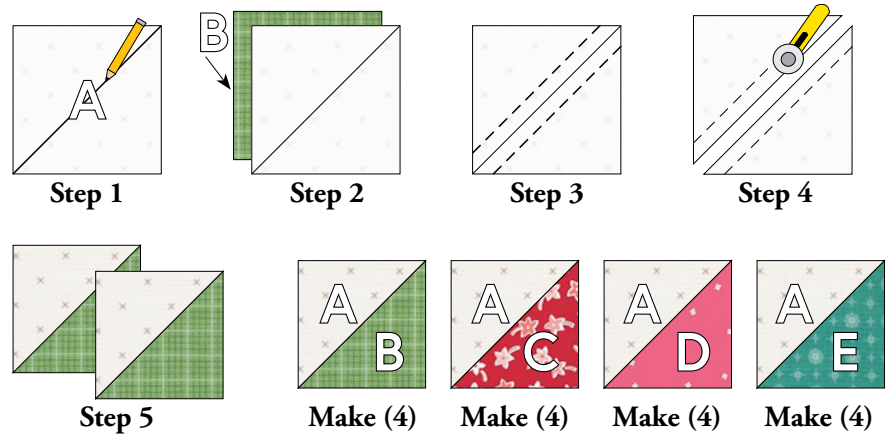 A
Step 1
B
Step 2
Step 3
Step 4
Step 5
A
B
Make (4)
A
C
Make (4)
A
D
Make (4)
A
E
Make (4)